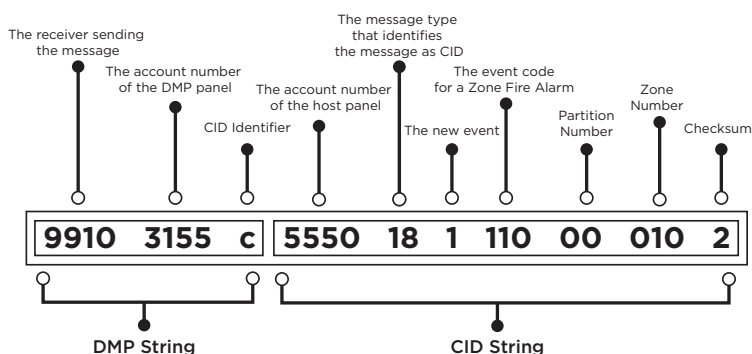 The receiver sending
the message
The account number
of the DMP panel
CID Identifier
The account number
of the host panel
The message type
that identifies
the message as CID
The new event
The event code
for a Zone Fire Alarm
Partition
Number
Zone
Number
Checksum
9910 3155 c 5550 18 1 110 00 010 2
DMP String
CID String